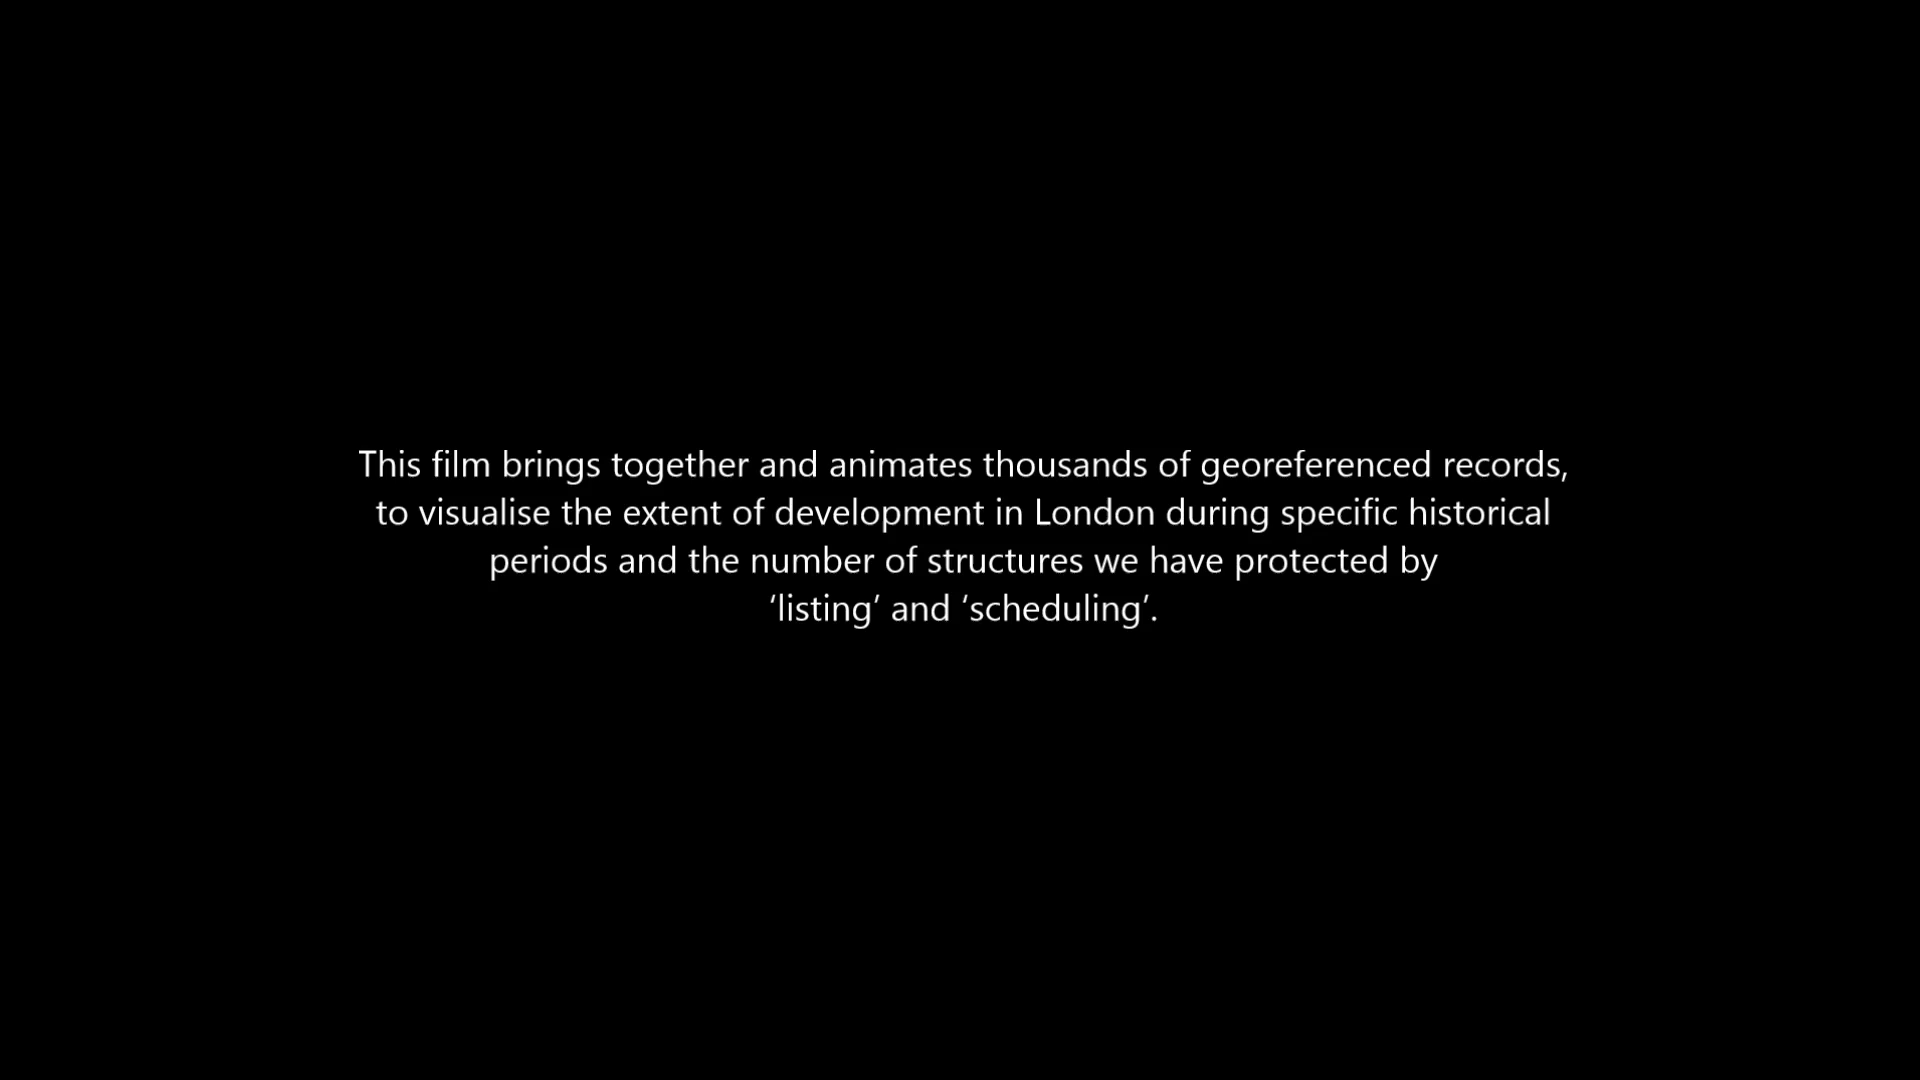 This film brings together and animates thousands of georeferenced records,
to visualise the extent of development in London during specific historical
periods and the number of structures we have protected by
‘listing’ and ‘scheduling’.